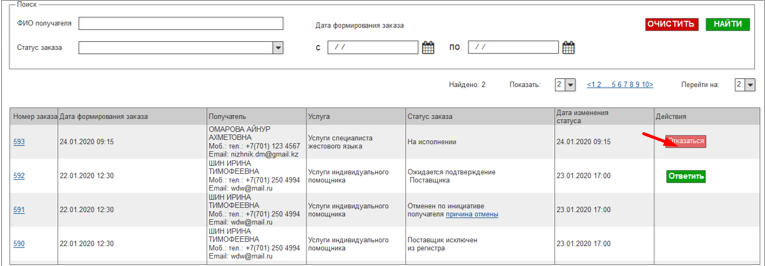 Поиск
ФИО получателя
Дата формирования заказа
ОЧИСТИТЬ НАЙТИ
Статус заказа
с / / по / /
Найдено: 2 Показать: 2 <1 2 ... 5 6 7 8 9 10> Перейти на: 2
Номер заказа Дата формирования заказа Получатель Услуга Статус заказа Дата изменения статуса Действия
593 24.01.2020 09:15
ОМАРОВА АЙНУР
АХМЕТОВНА
Моб.: тел.: +7(701) 123 4567
Email: nizhnik.dm@gmail.kz
Услуги специалиста
жестового языка
На исполнении
24.01.2020 09:15
Отказаться
592 22.01.2020 12:30
ШИН ИРИНА
ТИМОФЕЕВНА
Моб.: тел.: +7(701) 250 4994
Email: wdw@mail.ru
Услуги индивидуального
помощника
Ожидается подтверждение
Поставщика
23.01.2020 17:00
Ответить
591 22.01.2020 12:30
ШИН ИРИНА
ТИМОФЕЕВНА
Моб.: тел.: +7(701) 250 4994
Email: wdw@mail.ru
Услуги индивидуального
помощника
Отменен по инициативе
получателя причина отмены
23.01.2020 17:00
590 22.01.2020 12:30
ШИН ИРИНА
ТИМОФЕЕВНА
Моб.: тел.: +7(701) 250 4994
Email: wdw@mail.ru
Услуги индивидуального
помощника
Поставщик исключен
из регистра
23.01.2020 17:00